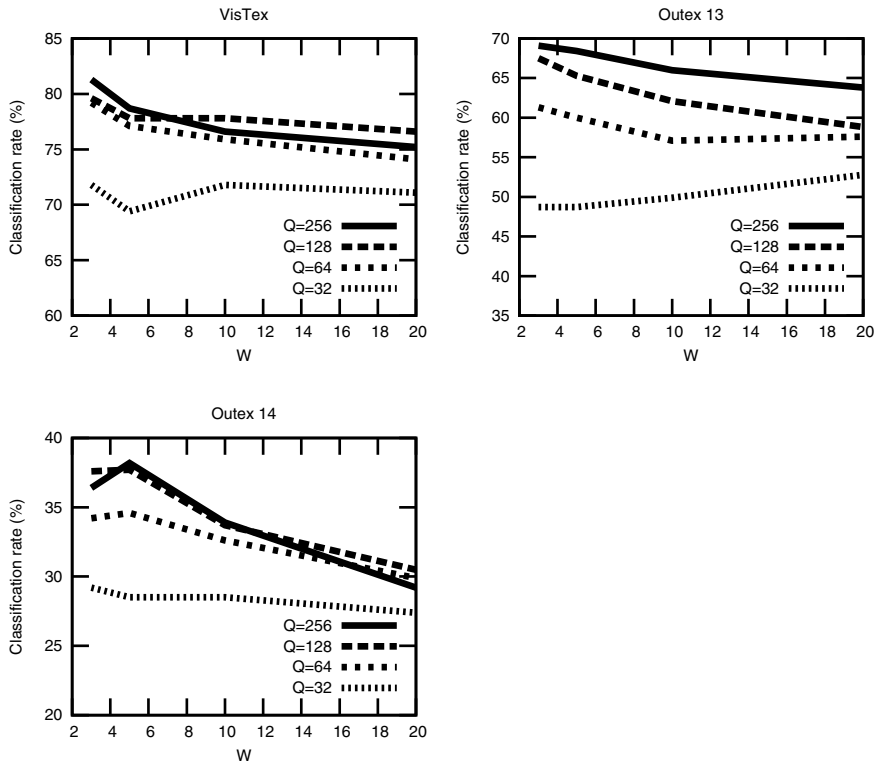 VisTex
85
80
75
70
65
60
Classification rate (%)
Q=256
Q=128
Q=64
Q=32
2 4 6 8 10 12 14 16 18 20
W
Outex 13
70
65
60
55
50
45
40
35
Classification rate (%)
Q=256
Q=128
Q=64
Q=32
2 4 6 8 10 12 14 16 18 20
W
Outex 14
40
35
30
25
20
Classification rate (%)
Q=256
Q=128
Q=64
Q=32
2 4 6 8 10 12 14 16 18 20
W